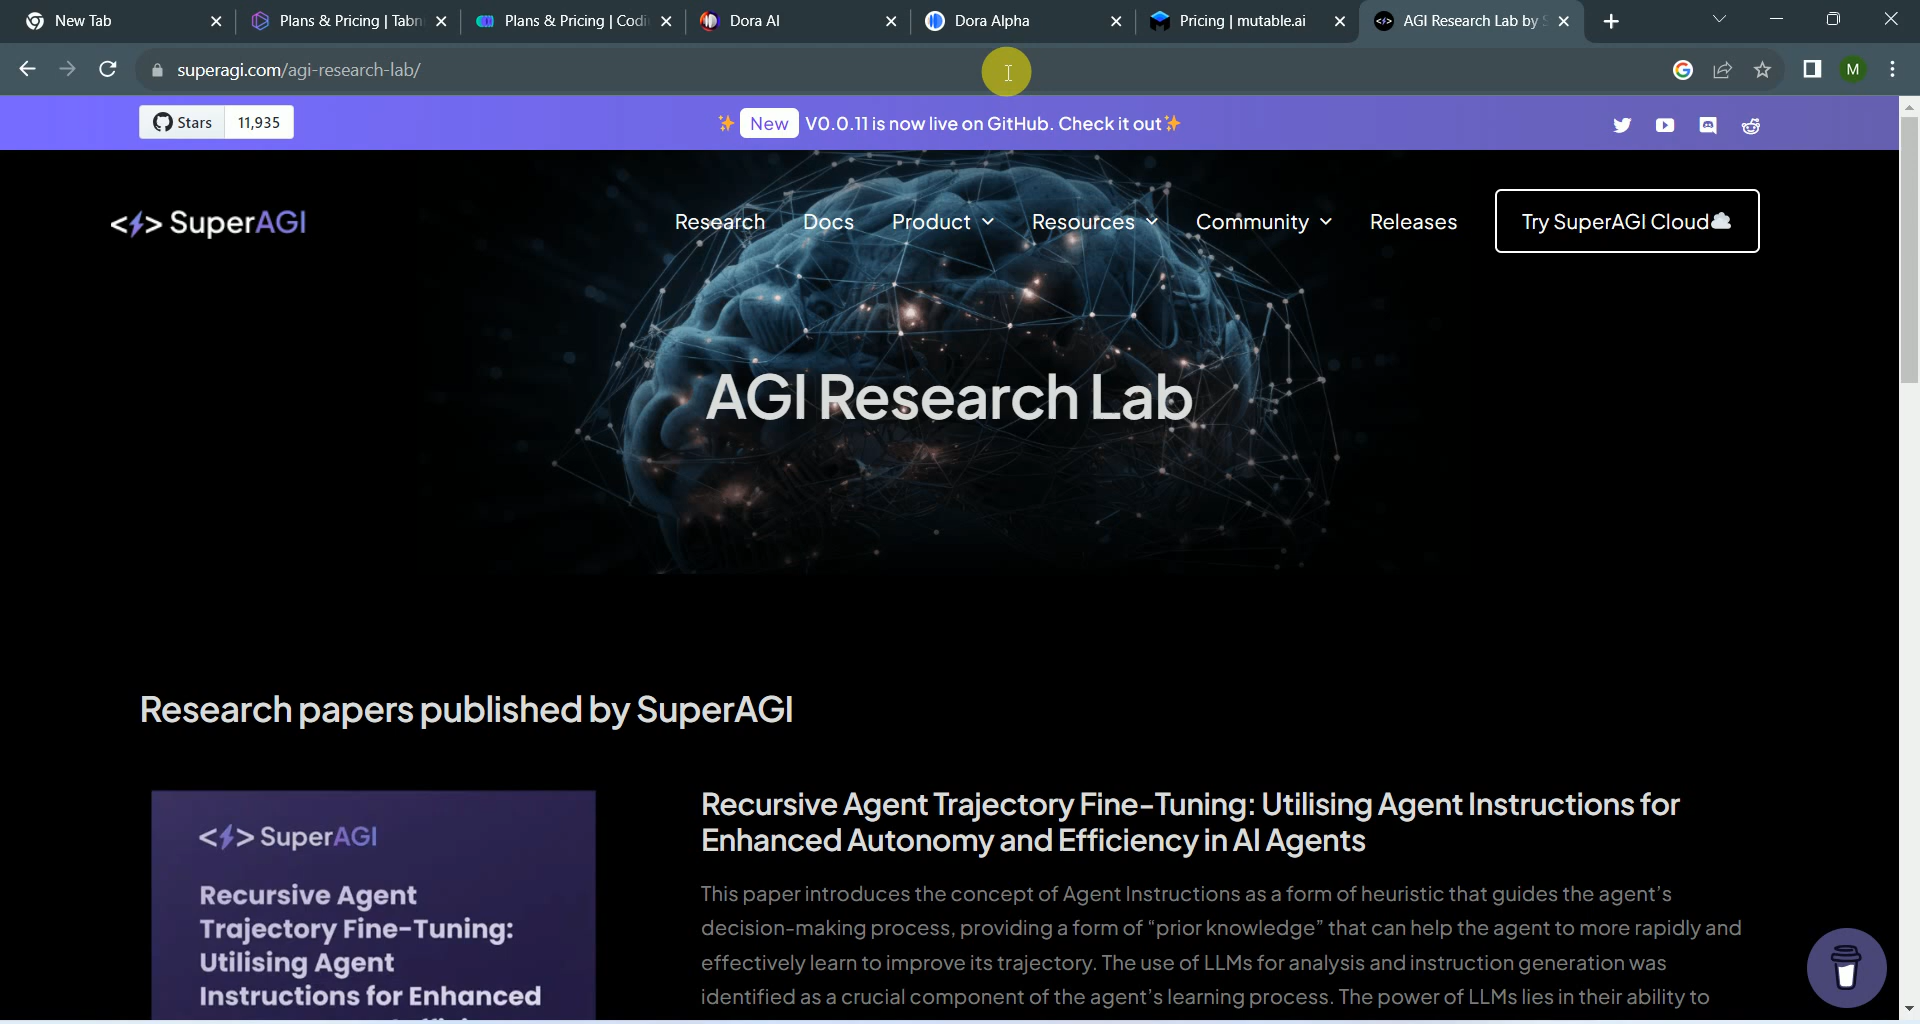 New Tab
Plans & Pricing | Tabn
Plans & Pricing | Codi
Dora AI
Dora Alpha
Pricing | mutable.ai
AGI Research Lab by S
superagi.com/agi-research-lab/
M
Stars 11,935
New V0.0.11 is now live on GitHub. Check it out
<> SuperAGI
Research Docs Product Resources Community Releases Try SuperAGI Cloud
AGI Research Lab
Research papers published by SuperAGI
<> SuperAGI
Recursive Agent
Trajectory Fine-Tuning:
Utilising Agent
Instructions for Enhanced
Recursive Agent Trajectory Fine-Tuning: Utilising Agent Instructions for
Enhanced Autonomy and Efficiency in AI Agents
This paper introduces the concept of Agent Instructions as a form of heuristic that guides the agent's
decision-making process, providing a form of “prior knowledge” that can help the agent to more rapidly and
effectively learn to improve its trajectory. The use of LLMs for analysis and instruction generation was
identified as a crucial component of the agent's learning process. The power of LLMs lies in their ability to